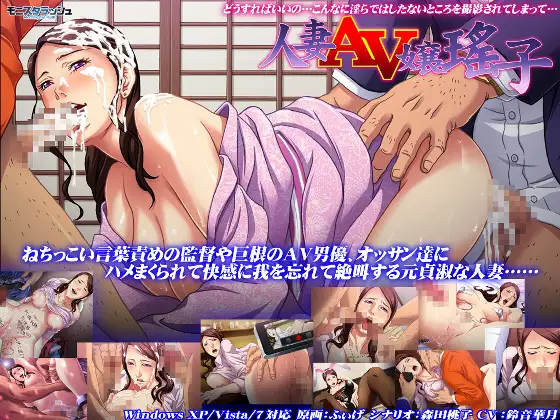 モニスタラッシュ
どうすればいいの…こんなに淫らではしたないところを撮影されてしまって…
人妻AV嬢瑤子
ねちっこい言葉責めの監督や巨根のAV男優、オッサン達に
ハメまくられて快感に我を忘れて絶叫する元貞淑な人妻……
Windows XP/Vista/7対応 原画:ふぃげ シナリオ:森田桃子 CV:鈴音華月